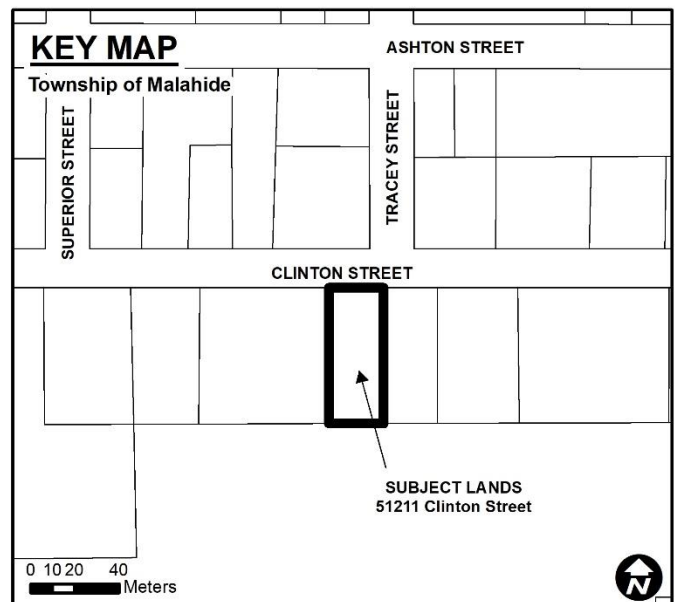 KEY MAP
Township of Malahide
ASHTON STREET
SUPERIOR STREET
TRACEY STREET
CLINTON STREET
SUBJECT LANDS
51211 Clinton Street
0 10 20 40
Meters
N